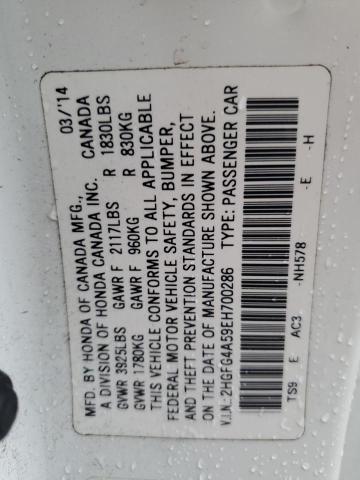 MFD. BY HONDA OF CANADA MFG., 03/'14
A DIVISION OF HONDA CANADA INC. CANADA
GVWR 3925LBS GAWR F 2117LBS R 1830LBS
GVWR 1780KG GAWR F 960KG R 830KG
THIS VEHICLE CONFORMS TO ALL APPLICABLE
FEDERAL MOTOR VEHICLE SAFETY, BUMPER,
AND THEFT PREVENTION STANDARDS IN EFFECT
ON THE DATE OF MANUFACTURE SHOWN ABOVE.
V.I.N.: 2HGFG4A59EH700286 TYPE: PASSENGER CAR
TS9 E AC3 -NH578 -E -H